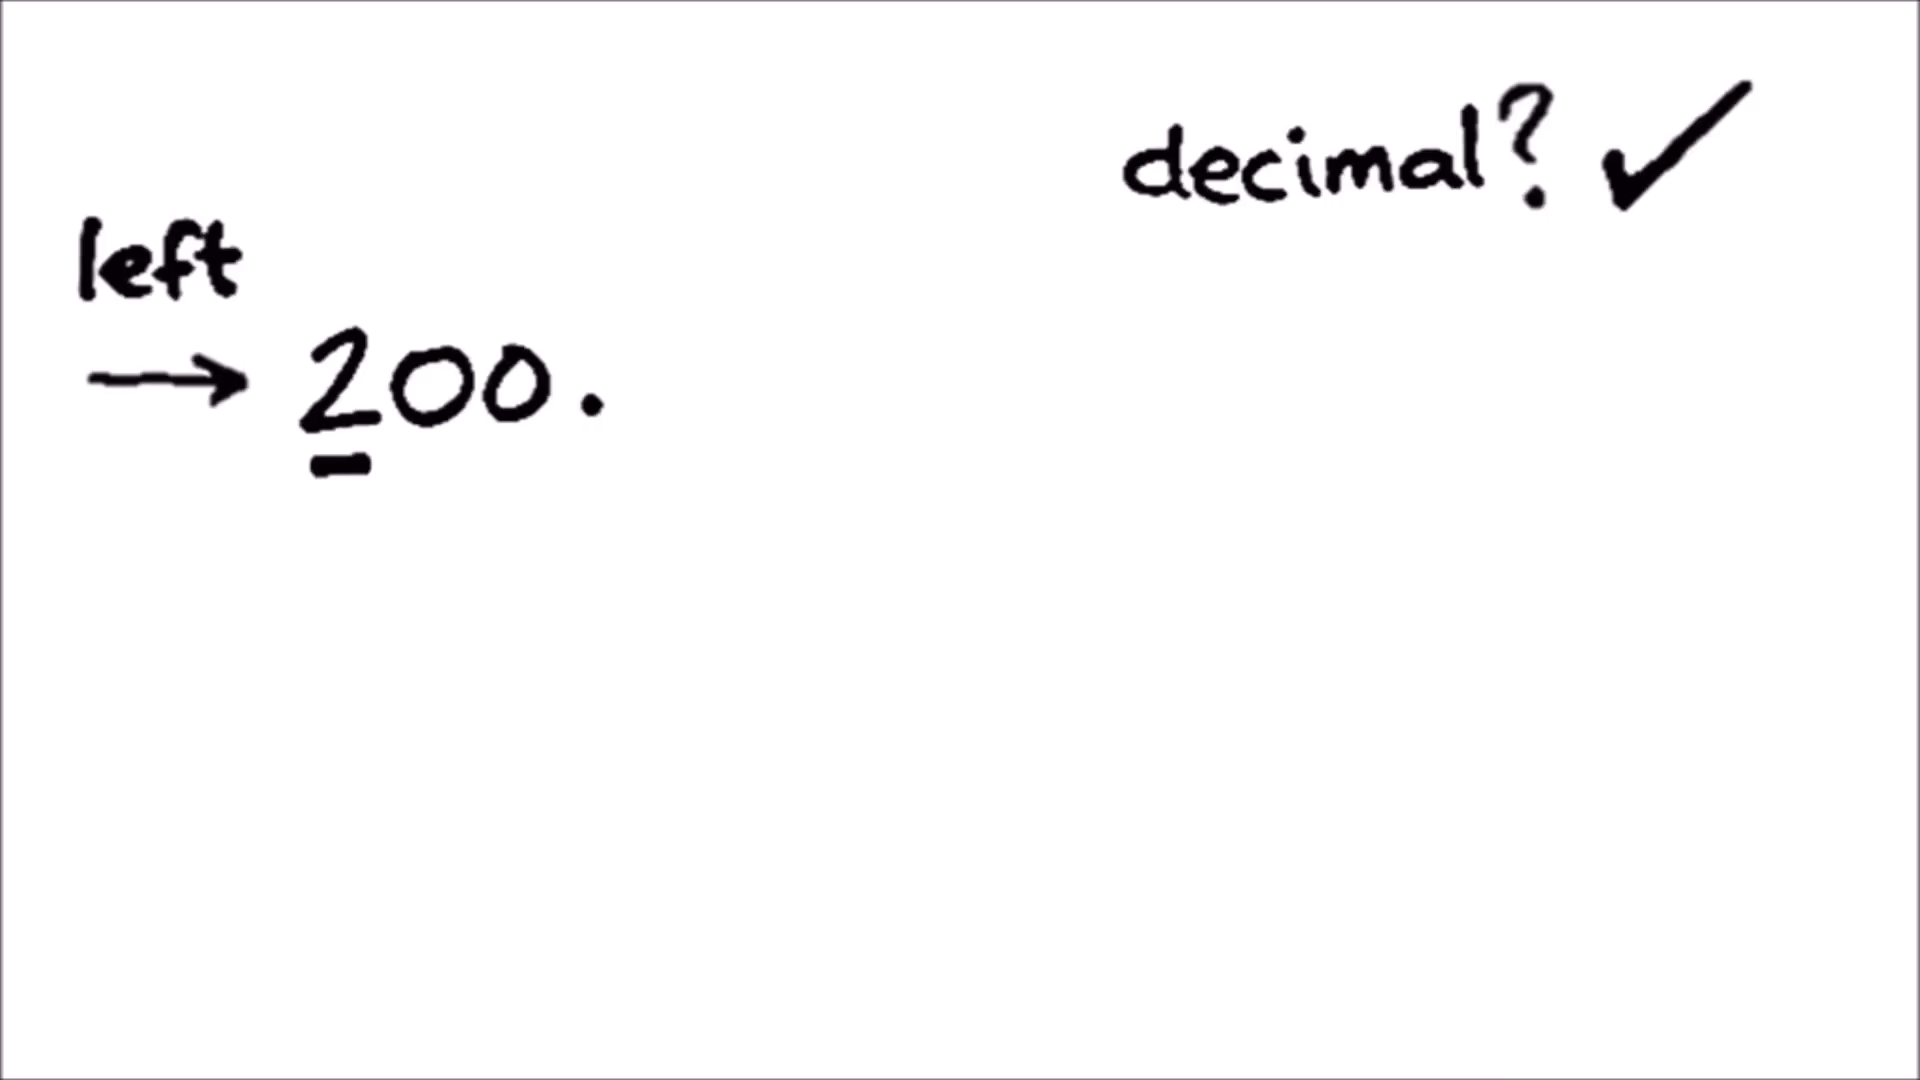 decimal? ✓
left
→ 200.